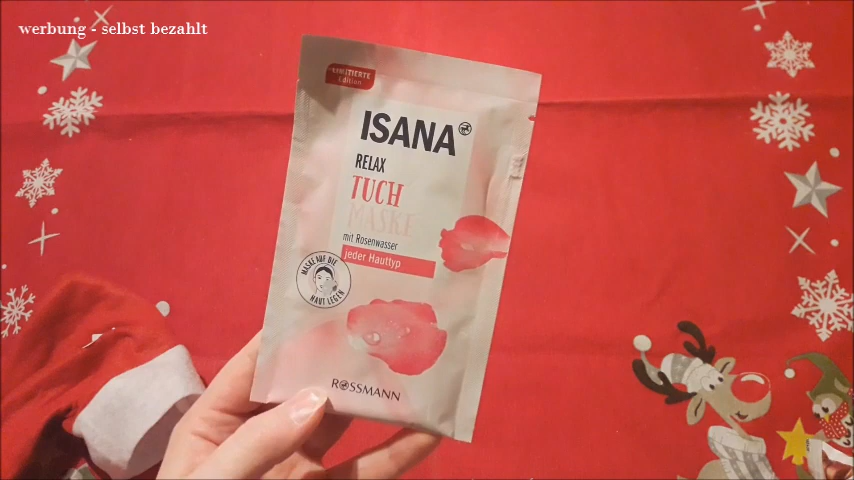 werbung - selbst bezahlt
LIMITIERTE
Edition
ISANA
RELAX
TUCH
MASKE
mit Rosenwasser
jeder Hauttyp
MASKE AUF DIE
HAUT LEGEN
ROSSMANN